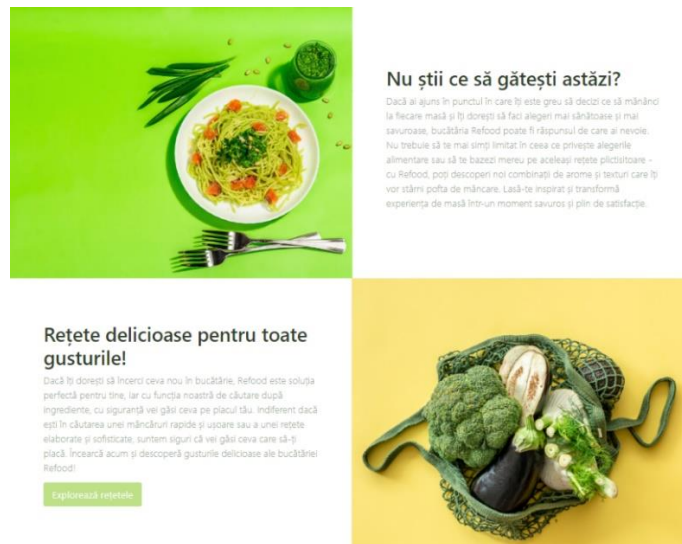 Nu știi ce să gătești astăzi?
Dacă ai ajuns în punctul în care îți este greu să decizi ce să mănânci
la fiecare masă și îți dorești să faci alegeri mai sănătoase și mai
savuroase, bucătăria Refood poate fi răspunsul de care ai nevoie.
Nu trebuie să te mai simți limitat în ceea ce privește alegerile
alimentare sau să te bazezi mereu pe aceleași rețete plictisitoare -
cu Refood, poți descoperi noi combinații de arome și texturi care îți
vor stârni pofta de mâncare. Lasă-te inspirat și transformă
experiența de masă într-un moment savuros și plin de satisfacție.
Rețete delicioase pentru toate
gusturile!
Dacă îți dorești să încerci ceva nou în bucătărie, Refood este soluția
perfectă pentru tine, iar cu funcția noastră de căutare după
ingrediente, cu siguranță vei găsi ceva pe placul tău. Indiferent dacă
ești în căutarea unei mâncăruri rapide și ușoare sau a unei rețete
elaborate și sofisticate, suntem siguri că vei găsi ceva care să-ți
placă. Încearcă acum și descoperă gusturile delicioase ale bucătăriei
Refood!
Explorează rețetele